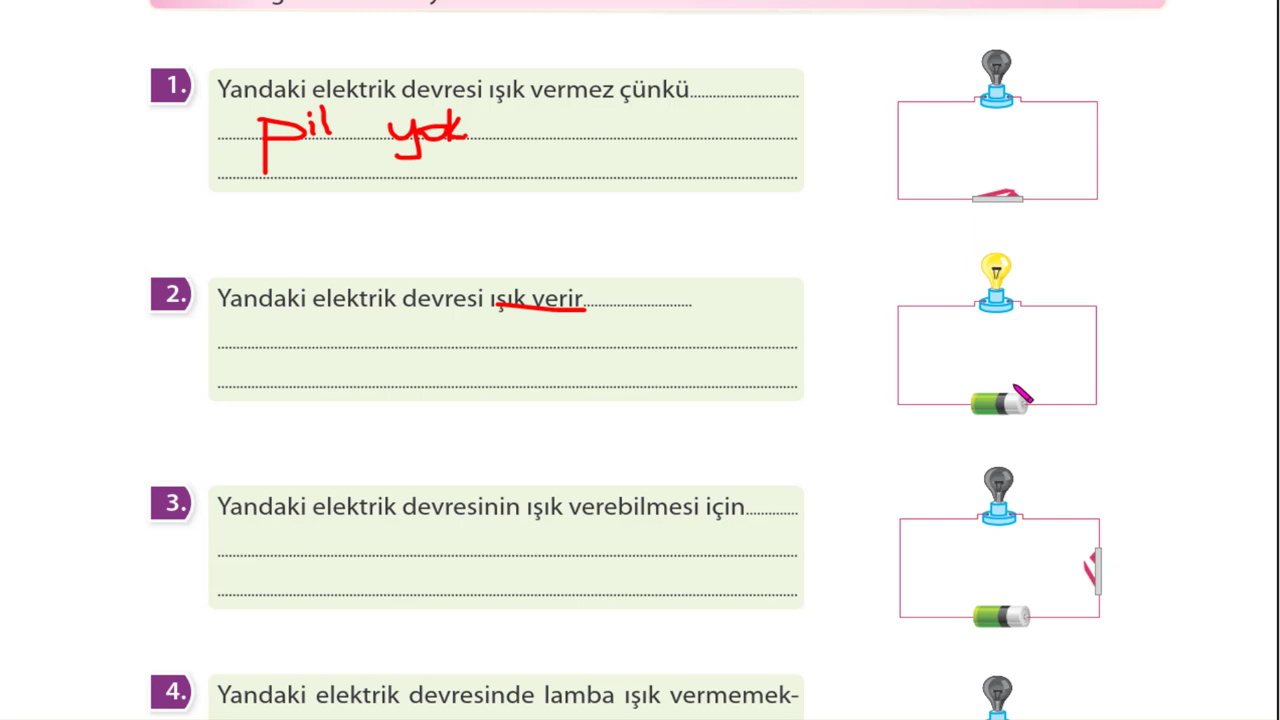 1.
Yandaki elektrik devresi ışık vermez çünkü..........................
pil yok
2.
Yandaki elektrik devresi ışık verir..........................
3.
Yandaki elektrik devresinin ışık verebilmesi için.............
4.
Yandaki elektrik devresinde lamba ışık vermemek-